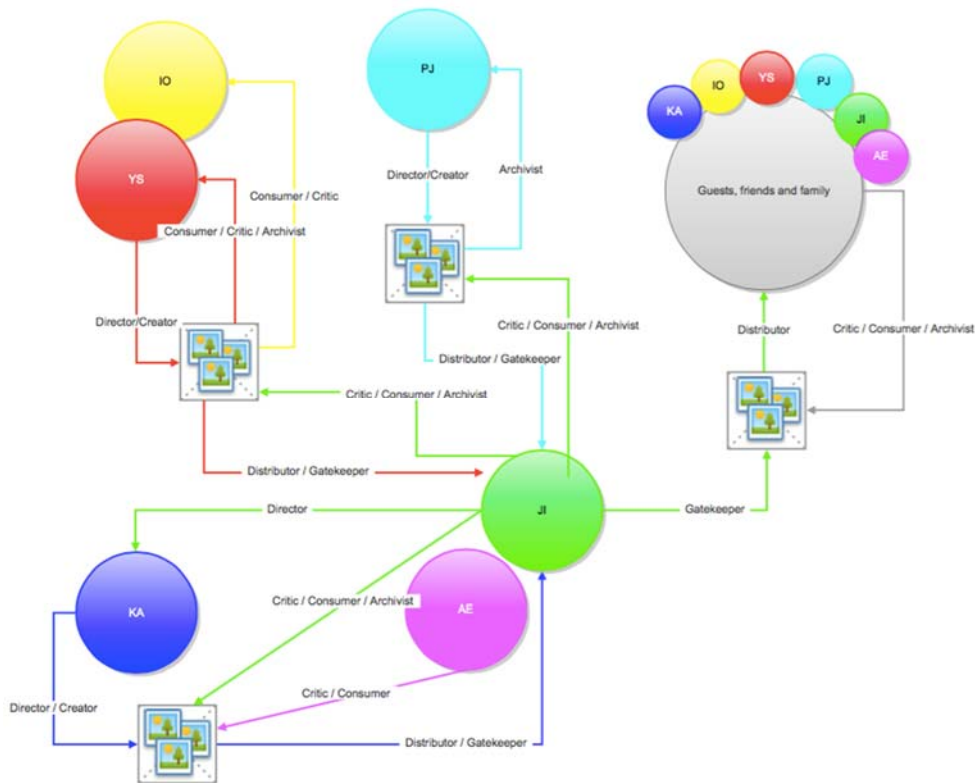 IO
PJ
YS
PJ
IO
JI
KA
AE
YS
Director/Creator
Archivist
Guests, friends and family
Consumer / Critic
Consumer / Critic / Archivist
Director/Creator
Critic / Consumer / Archivist
Distributor
Critic / Consumer / Archivist
Distributor / Gatekeeper
Critic / Consumer / Archivist
Distributor / Gatekeeper
Director
JI
Gatekeeper
Critic / Consumer / Archivist
KA
AE
Critic / Consumer
Director / Creator
Distributor / Gatekeeper